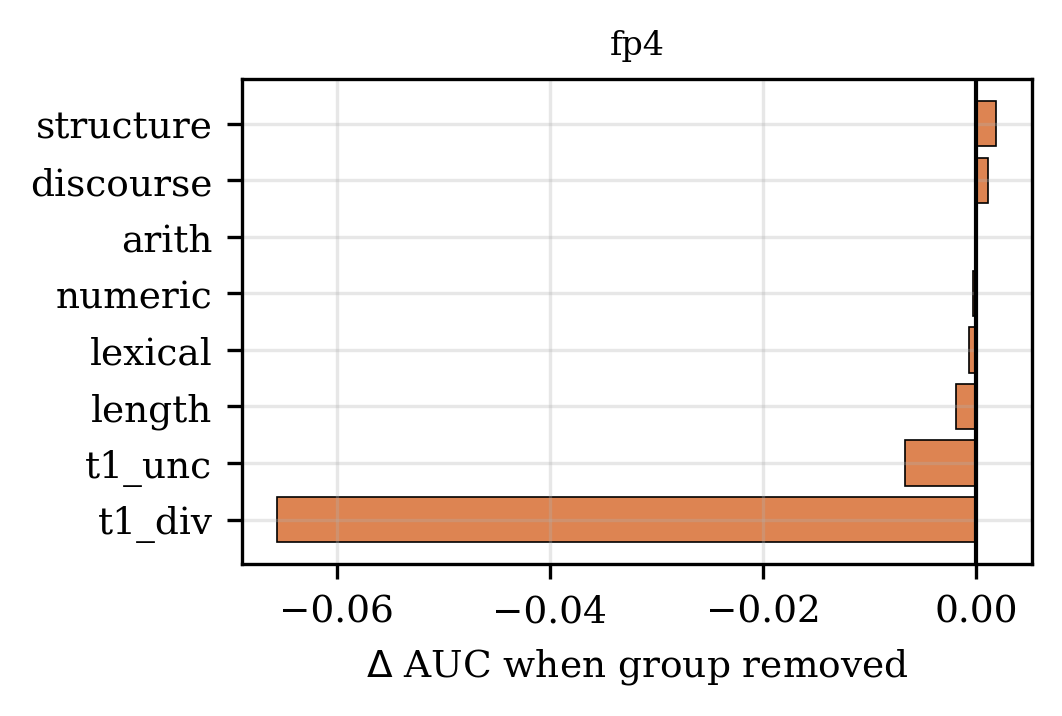 fp4
structure
discourse
arith
numeric
lexical
length
t1_unc
t1_div
−0.06 −0.04 −0.02 0.00
Δ AUC when group removed